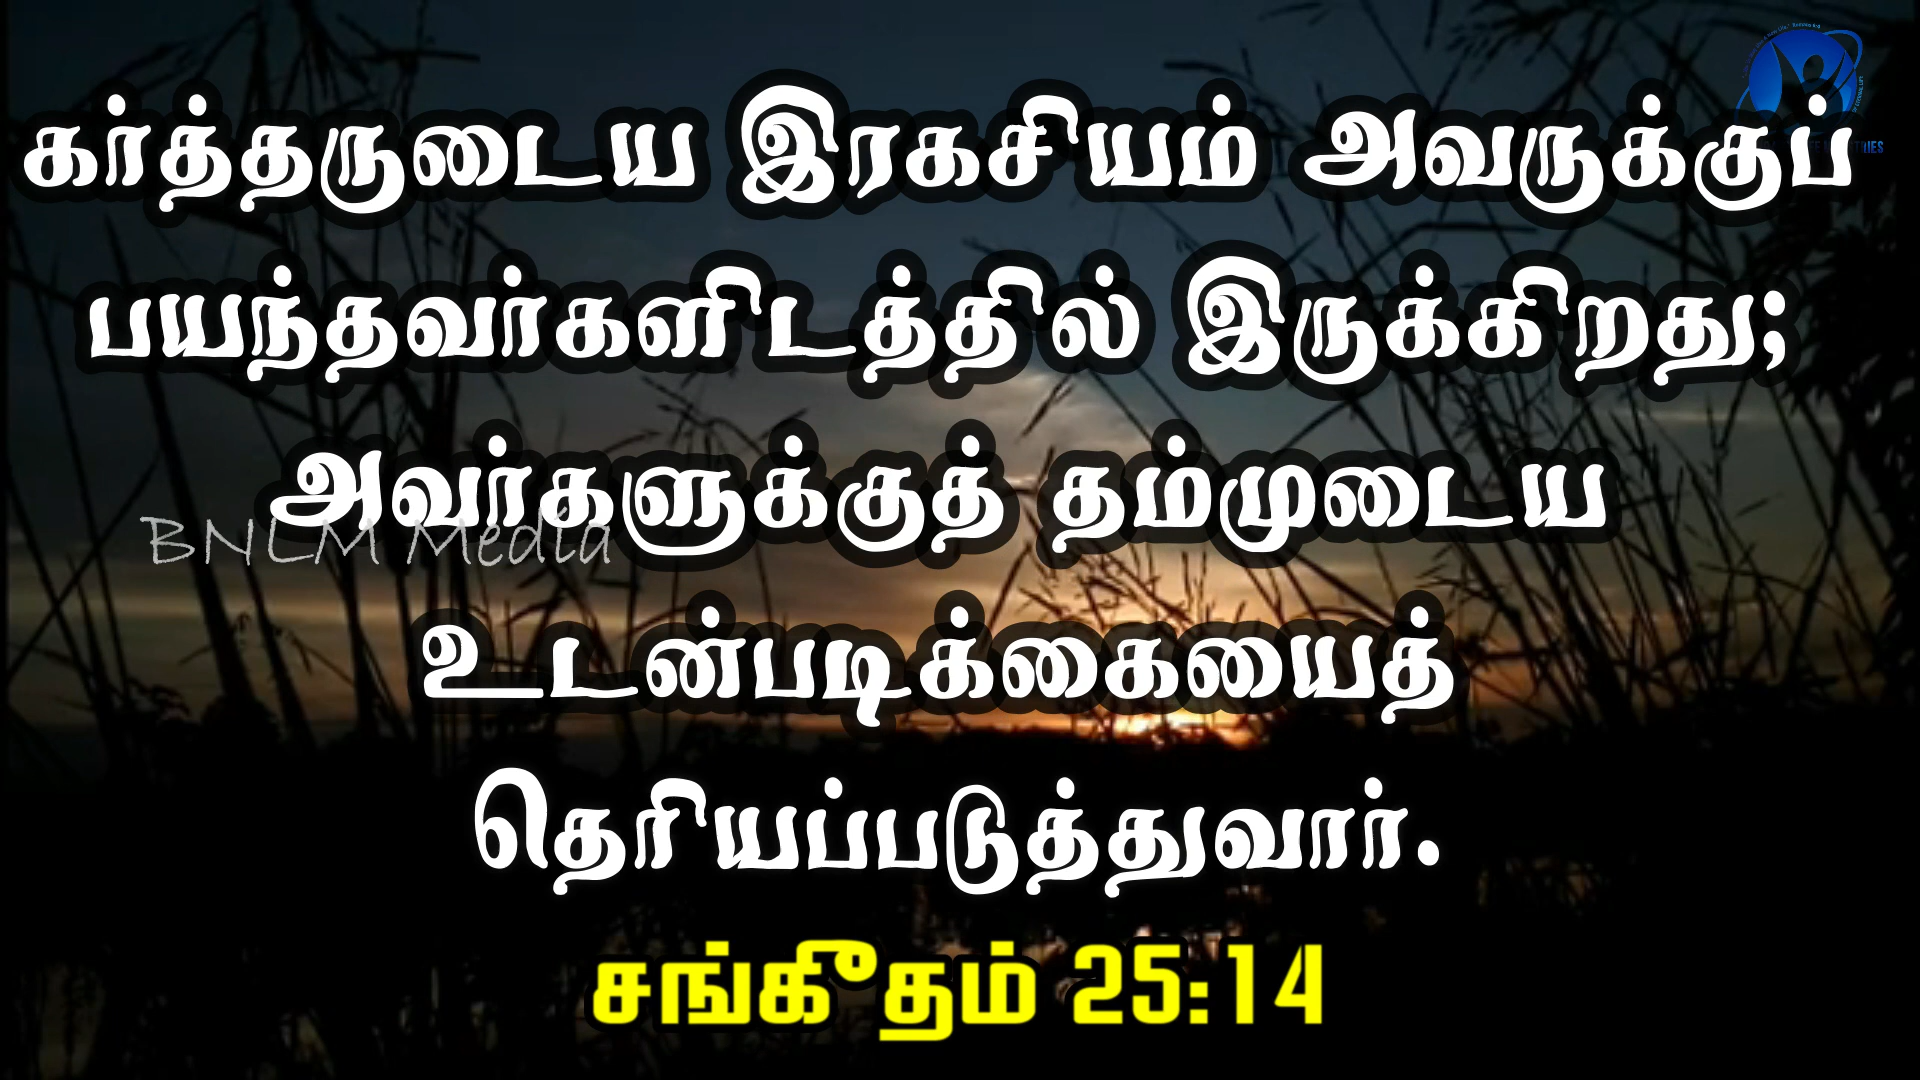 கர்த்தருடைய இரகசியம் அவருக்குப்
பயந்தவர்களிடத்தில் இருக்கிறது;
அவர்களுக்குத் தம்முடைய
BNLM Media
உடன்படிக்கையைத்
தெரியப்படுத்துவார்.
சங்கீதம் 25:14